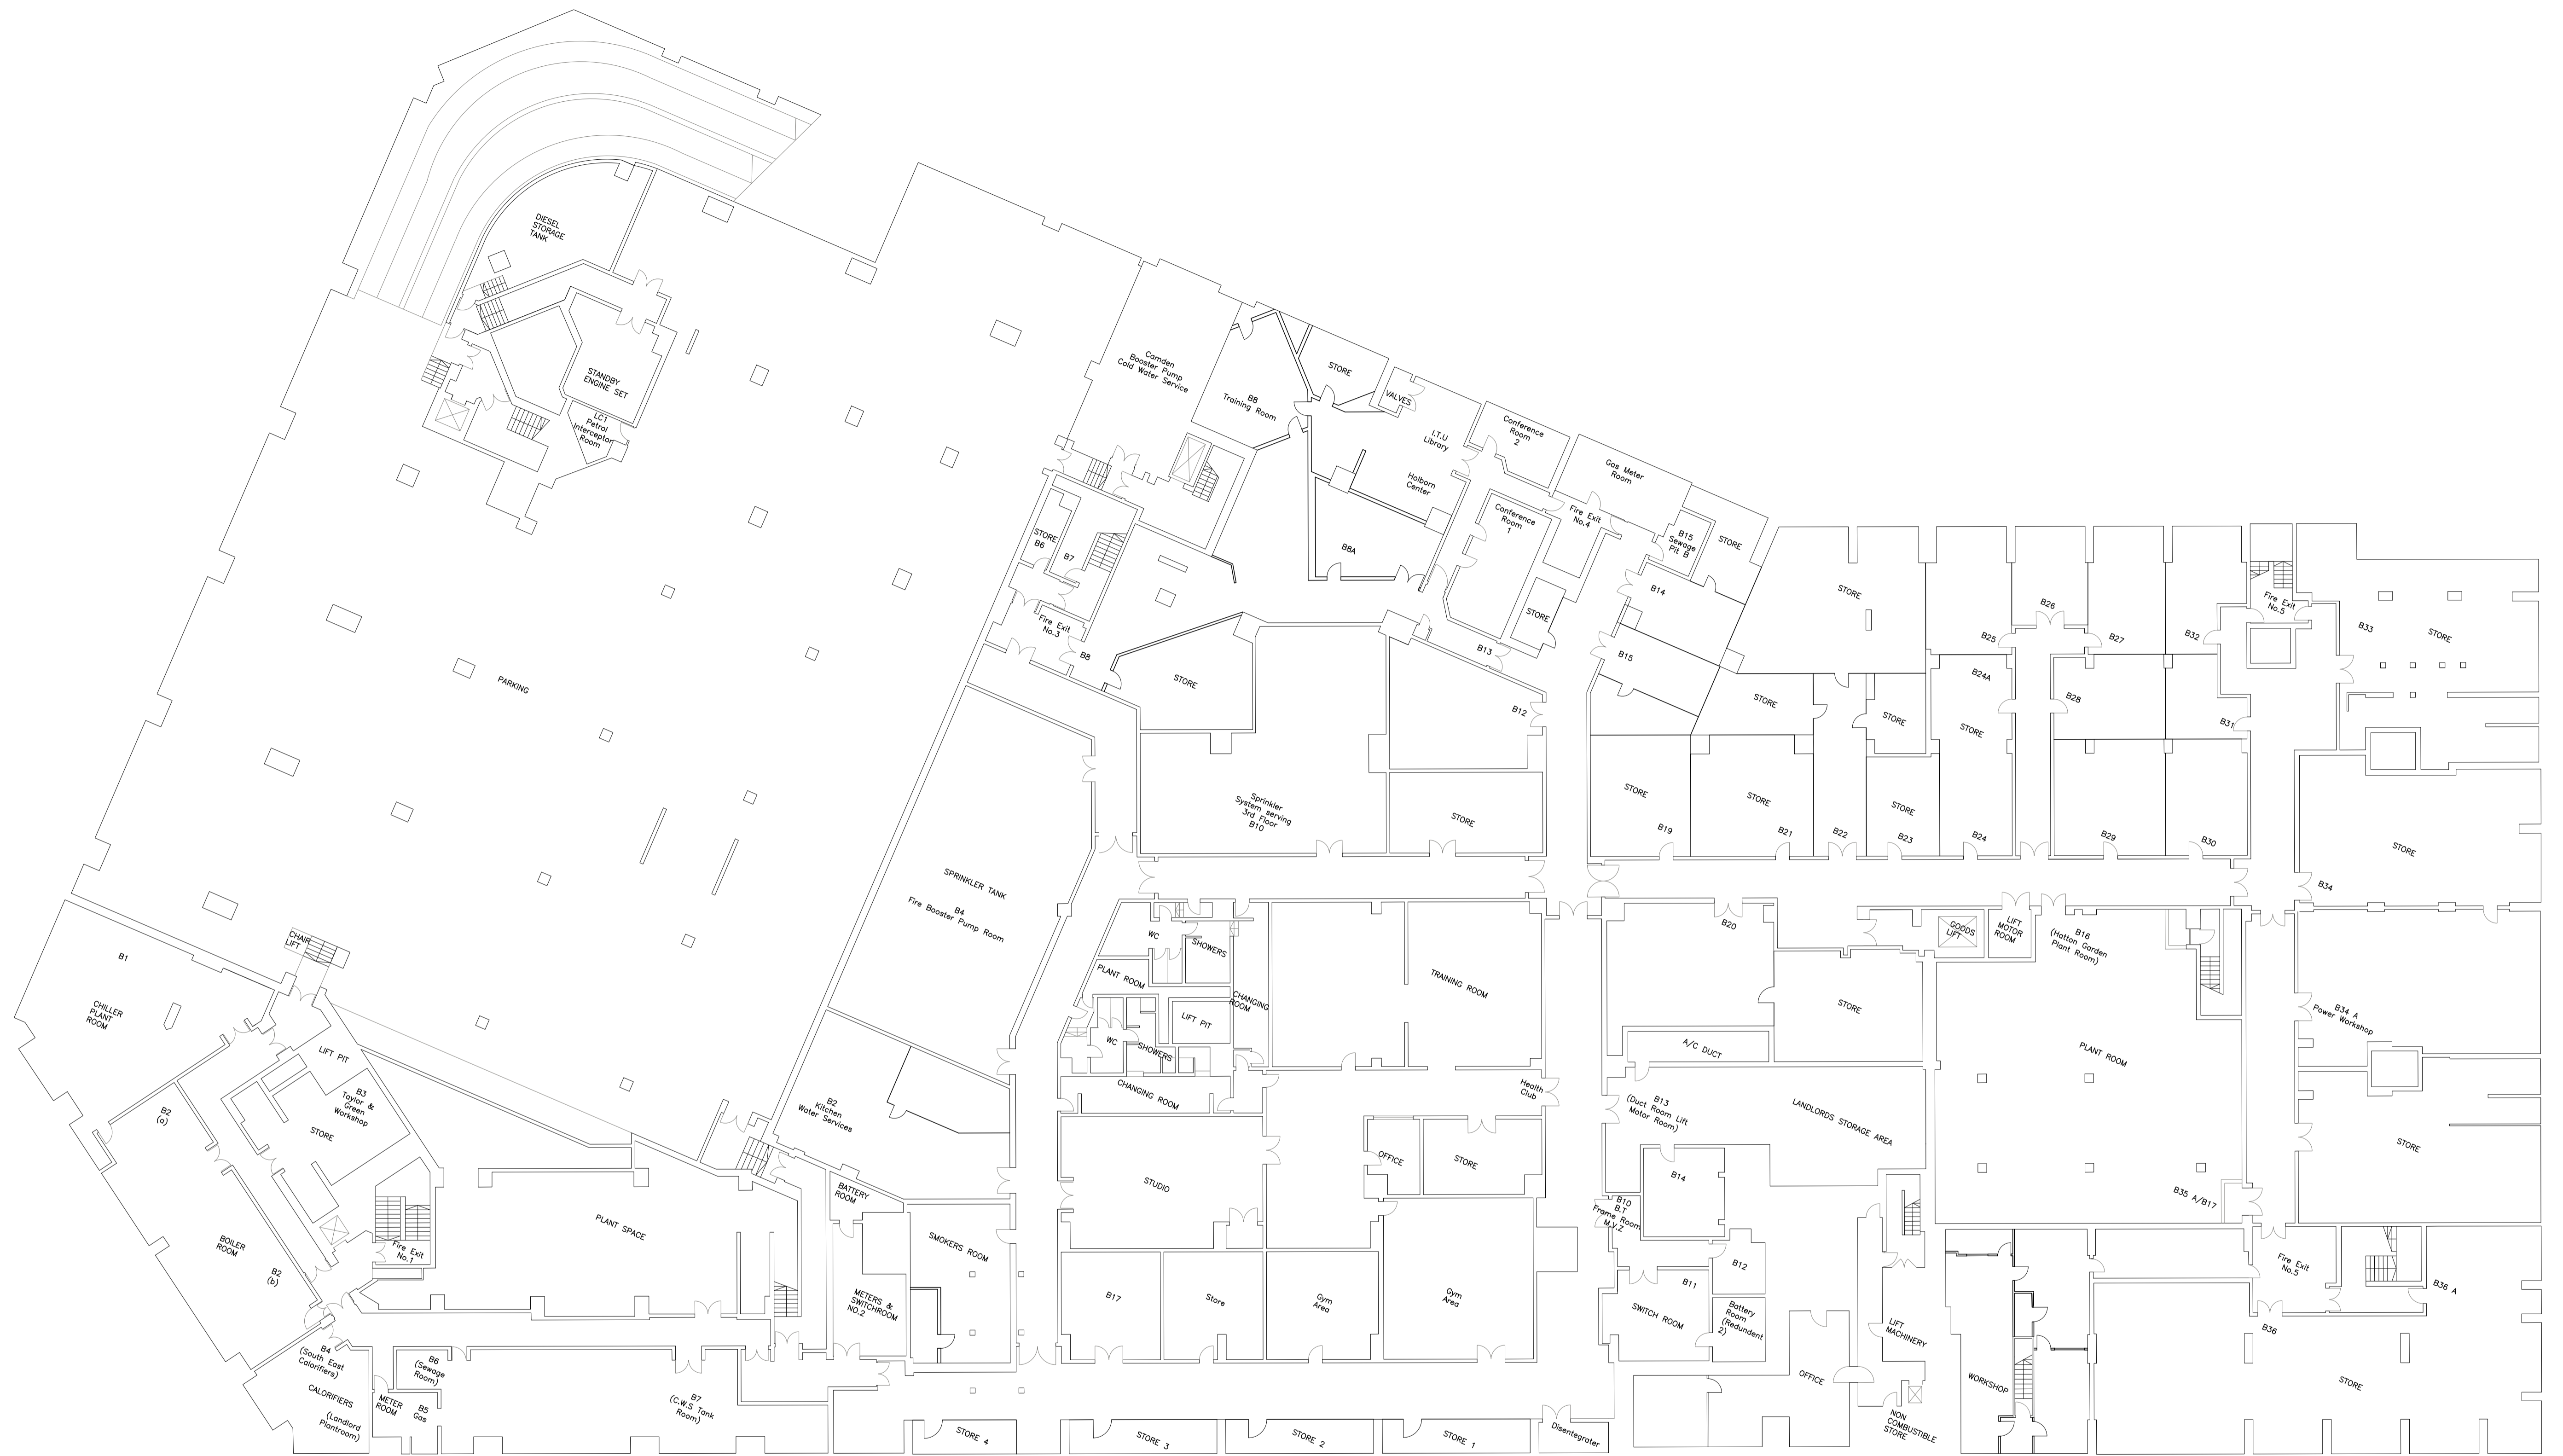 DIESEL
STORAGE
TANK
STANDBY
ENGINE SET
LC1
Petrol
Interceptor
Room
PARKING
Camden
Booster Pump
Cold Water Service
B8
Training Room
STORE
VALVES
I.T.U
Library
Holborn
Center
B8A
Conference
Room
2
Conference
Room
1
Gas Meter
Room
Fire Exit
No.4
B15
Sewage
Pit B
STORE
STORE
B14
B15
B13
STORE
B6
B7
Fire Exit
No.3
B8
STORE
B12
Sprinkler
System serving
3rd Floor
B10
STORE
STORE
STORE
STORE
B24A
STORE
B25
B26
B27
B28
B32
B31
Fire Exit
No.5
B33
STORE
STORE
B19
STORE
B21
B22
STORE
B23
B24
B29
B30
STORE
B34
SPRINKLER TANK
B4
Fire Booster Pump Room
CHAIR
LIFT
B1
CHILLER
PLANT
ROOM
LIFT PIT
B3
Taylor &
Green
Workshop
STORE
B2
(a)
BOILER
ROOM
B2
(b)
Fire Exit
No.1
PLANT SPACE
B2
Kitchen
Water Services
BATTERY
ROOM
METERS &
SWITCHROOM
NO.2
SMOKERS ROOM
WC
SHOWERS
PLANT ROOM
CHANGING
ROOM
LIFT PIT
WC
SHOWERS
CHANGING ROOM
TRAINING ROOM
Health
Club
STUDIO
OFFICE
STORE
B17
Store
Gym
Area
Gym
Area
B20
STORE
A/C DUCT
B13
(Duct Room Lift
Motor Room)
LANDLORDS STORAGE AREA
B14
B10
B.T
Frame Room
M.V.Z
B12
B11
SWITCH ROOM
Battery
Room
(Redundent
2)
GOODS
LIFT
LIFT
MOTOR
ROOM
B16
(Hatton Garden
Plant Room)
PLANT ROOM
B35 A/B17
B34 A
Power Workshop
STORE
Fire Exit
No.5
B36 A
B36
STORE
LIFT
MACHINERY
WORKSHOP
OFFICE
NON
COMBUSTIBLE
STORE
B4
(South East
Calorifiers)
CALORIFIERS
(Landlord
Plantroom)
B6
(Sewage
Room)
METER
ROOM
B5
Gas
B7
(C.W.S Tank
Room)
STORE 4
STORE 3
STORE 2
STORE 1
Disentegrater